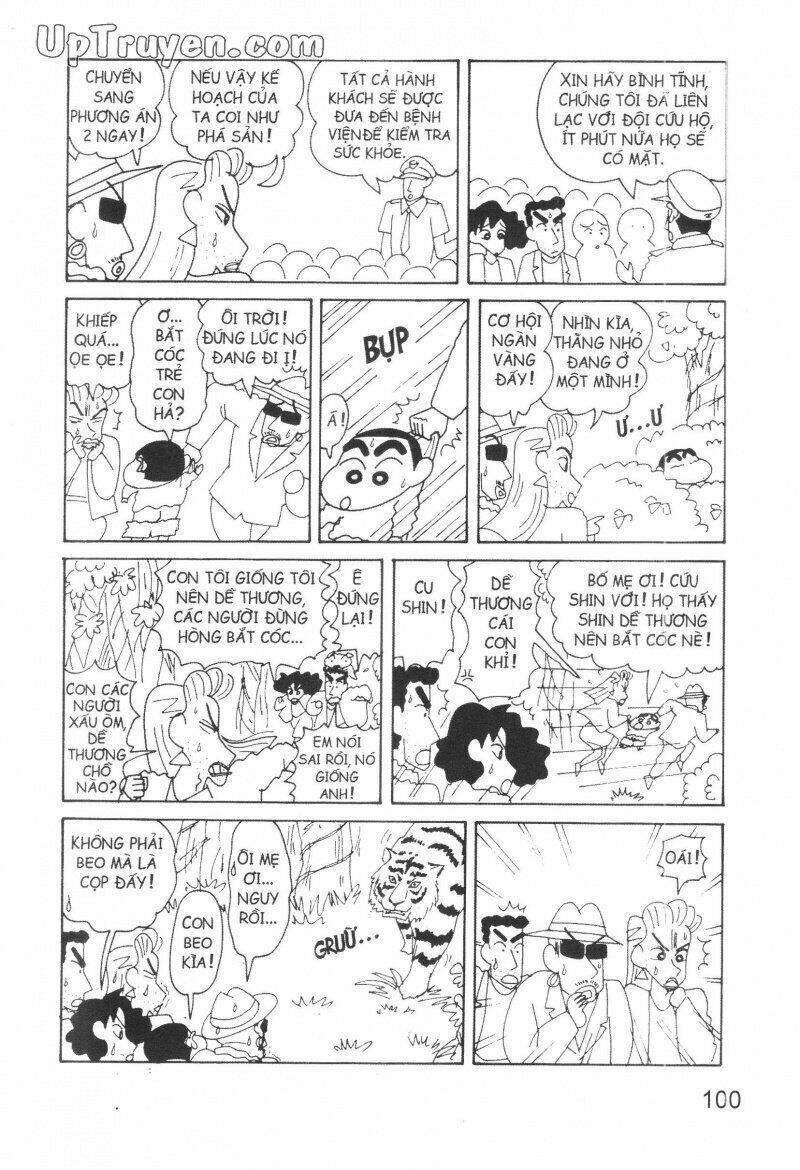 UpTruyen.com
XIN HÃY BÌNH TĨNH,
CHÚNG TÔI ĐÃ LIÊN
LẠC VỚI ĐỘI CỨU HỘ,
ÍT PHÚT NỮA HỌ SẼ
CÓ MẶT.
TẤT CẢ HÀNH
KHÁCH SẼ ĐƯỢC
ĐƯA ĐẾN BỆNH
VIỆN ĐỂ KIỂM TRA
SỨC KHỎE.
NẾU VẬY KẾ
HOẠCH CỦA
TA COI NHƯ
PHÁ SẢN!
CHUYỂN
SANG
PHƯƠNG ÁN
2 NGAY!
NHÌN KÌA,
THẰNG NHỎ
ĐANG Ở
MỘT MÌNH!
CƠ HỘI
NGÀN
VÀNG
ĐẤY!
Ư...Ư
BỤP
Á!
ÔI TRỜI!
ĐÚNG LÚC NÓ
ĐANG ĐI Ị!
Ơ...
BẮT
CÓC
TRẺ
CON
HẢ?
KHIẾP
QUÁ...
ỌE ỌE!
BỐ MẸ ƠI! CỨU
SHIN VỚI! HỌ THẤY
SHIN DỄ THƯƠNG
NÊN BẮT CÓC NÈ!
DỄ
THƯƠNG
CÁI
CON
KHỈ!
CU
SHIN!
Ê
ĐỨNG
LẠI!
CON TÔI GIỐNG TÔI
NÊN DỄ THƯƠNG,
CÁC NGƯỜI ĐỪNG
HÒNG BẮT CÓC...
EM NÓI
SAI RỒI, NÓ
GIỐNG
ANH!
CON CÁC
NGƯỜI
XẤU ÒM,
DỄ
THƯƠNG
CHỖ
NÀO?
OÁI!
GRUỪ...
ÔI MẸ
ƠI...
NGUY
RỒI...
CON
BEO
KÌA!
KHÔNG PHẢI
BEO MÀ LÀ
CỌP ĐẤY!
100